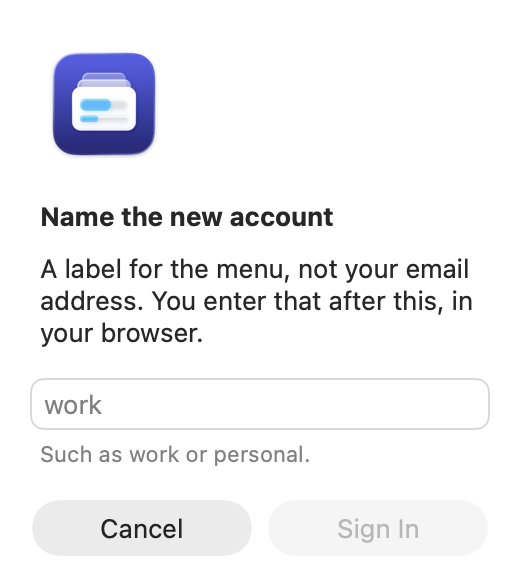 Name the new account
A label for the menu, not your email
address. You enter that after this, in
your browser.
work
Such as work or personal.
Cancel
Sign In